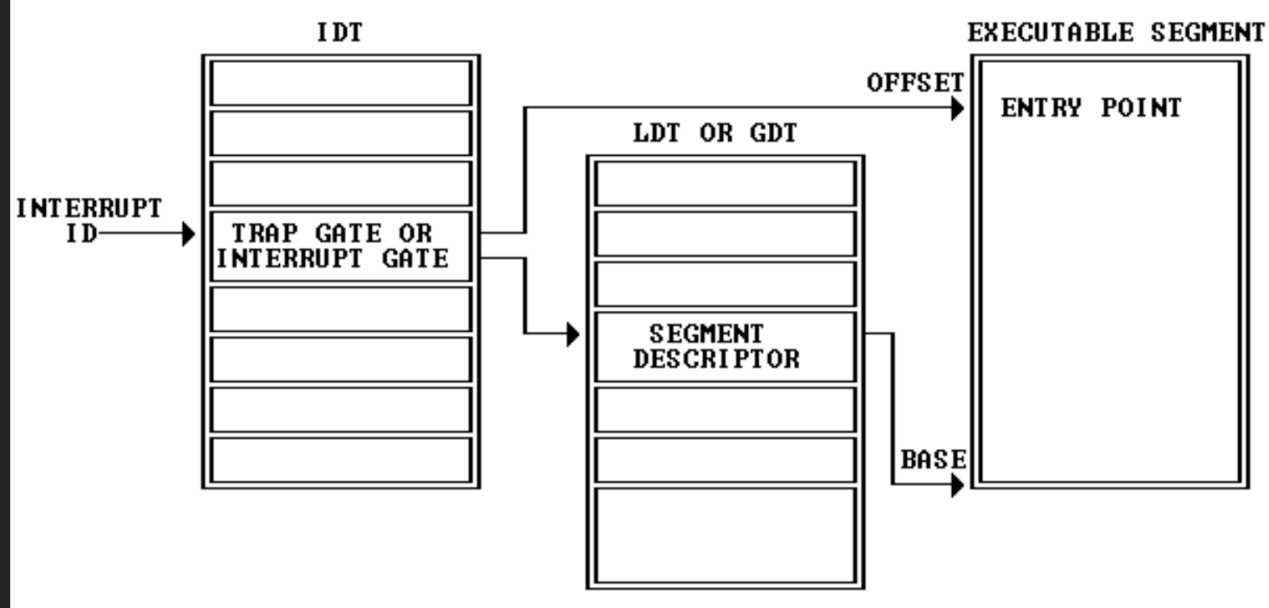 IDT
EXECUTABLE SEGMENT
OFFSET
ENTRY POINT
LDT OR GDT
INTERRUPT
ID
TRAP GATE OR
INTERRUPT GATE
SEGMENT
DESCRIPTOR
BASE